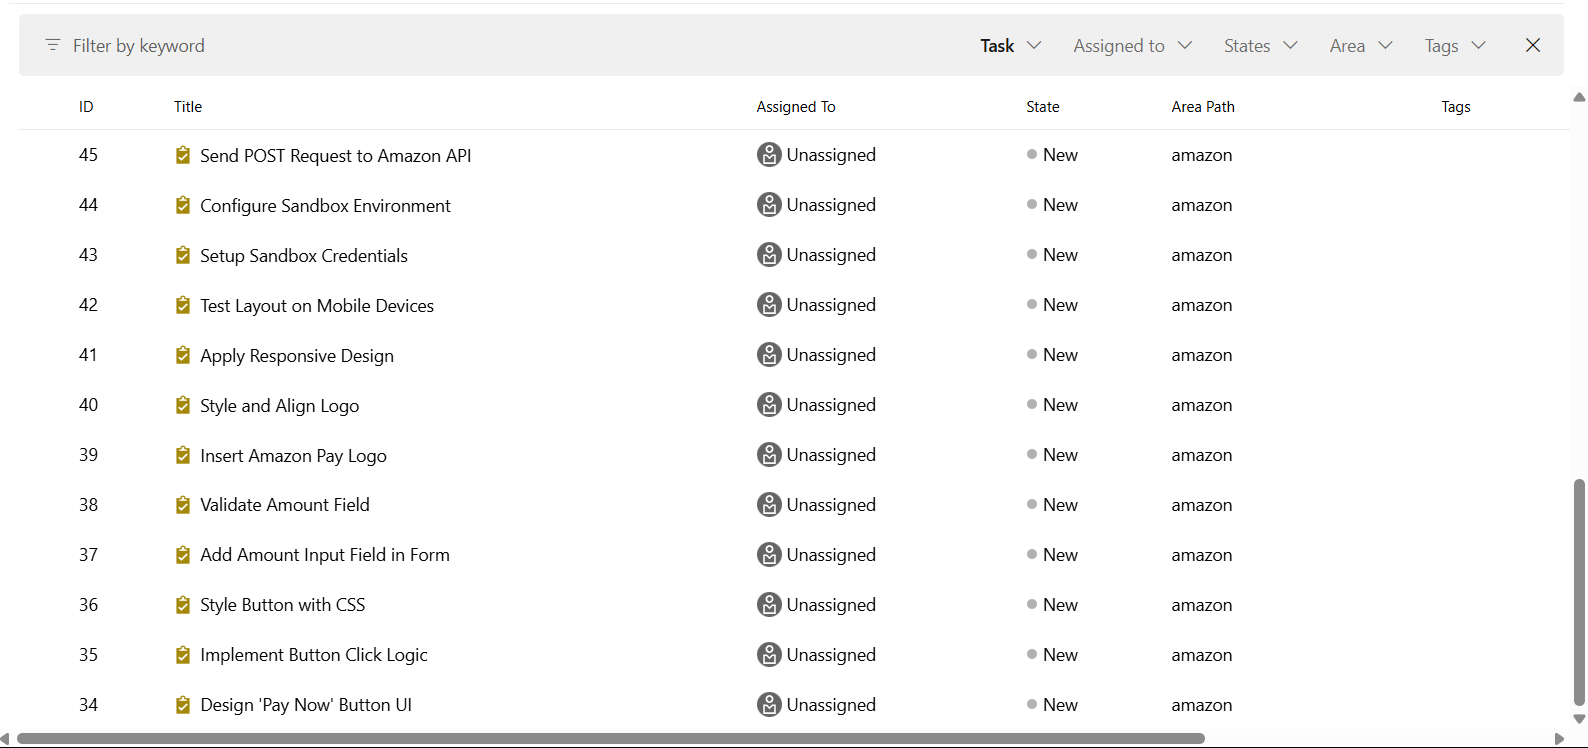 Filter by keyword Task Assigned to States Area Tags
ID Title Assigned To State Area Path Tags
45 Send POST Request to Amazon API Unassigned New amazon
44 Configure Sandbox Environment Unassigned New amazon
43 Setup Sandbox Credentials Unassigned New amazon
42 Test Layout on Mobile Devices Unassigned New amazon
41 Apply Responsive Design Unassigned New amazon
40 Style and Align Logo Unassigned New amazon
39 Insert Amazon Pay Logo Unassigned New amazon
38 Validate Amount Field Unassigned New amazon
37 Add Amount Input Field in Form Unassigned New amazon
36 Style Button with CSS Unassigned New amazon
35 Implement Button Click Logic Unassigned New amazon
34 Design 'Pay Now' Button UI Unassigned New amazon